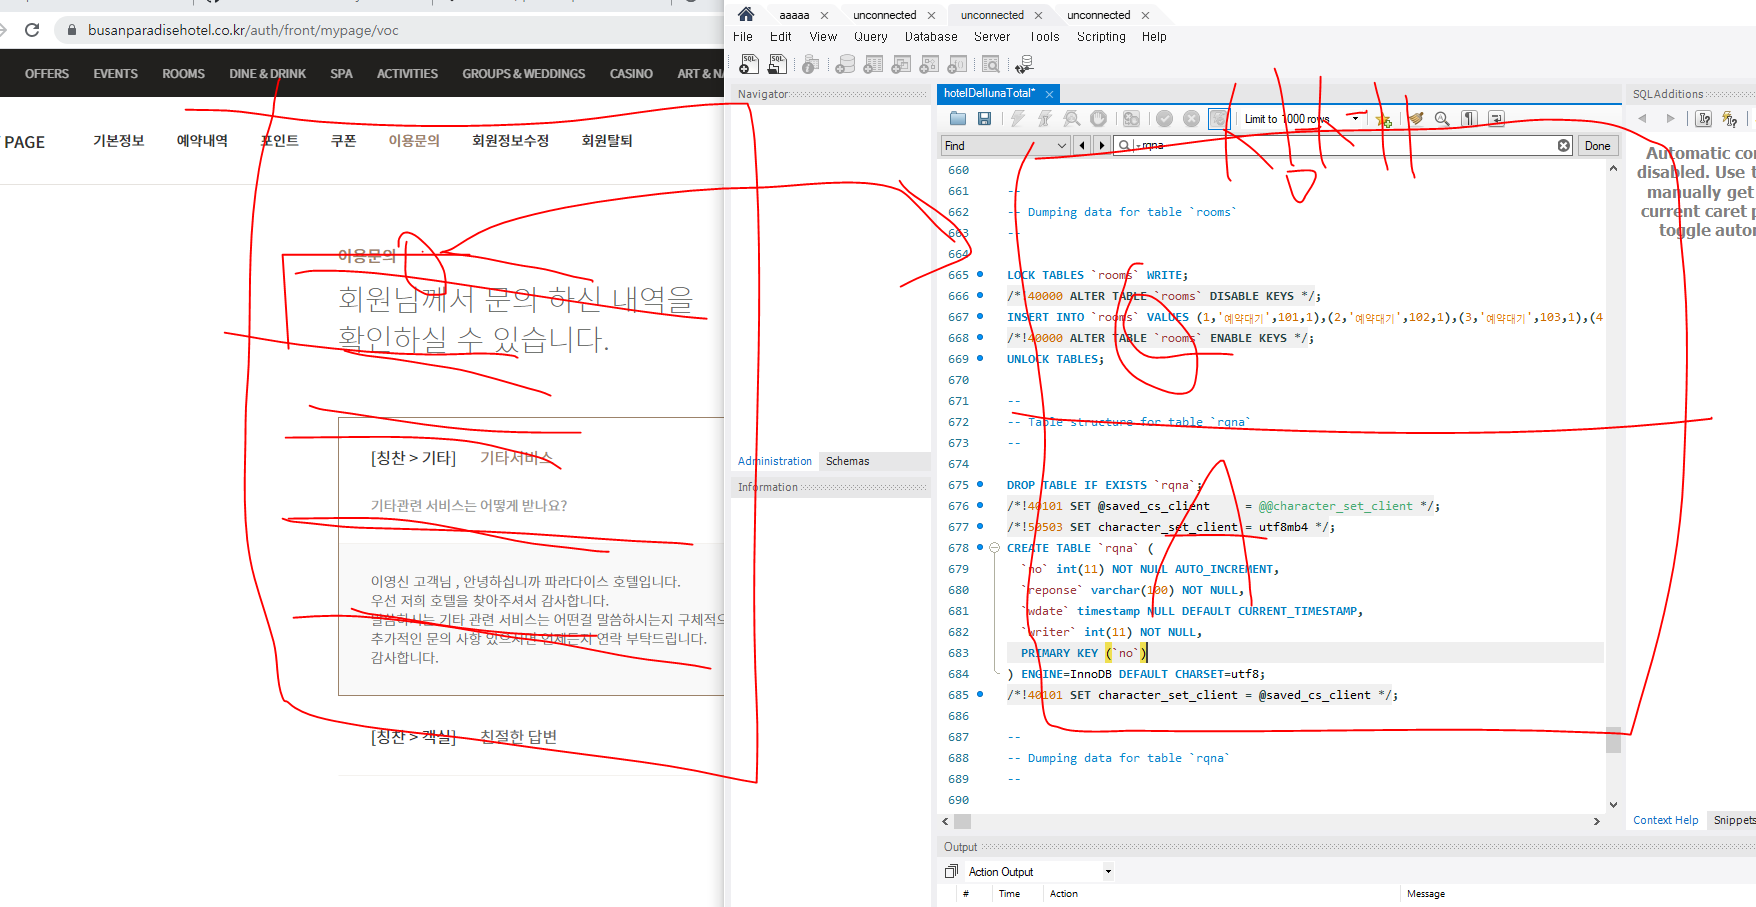 busanparadisehotel.co.kr/auth/front/mypage/voc
OFFERS EVENTS ROOMS DINE & DRINK SPA ACTIVITIES GROUPS & WEDDINGS CASINO ART & NA
PAGE 기본정보 예약내역 포인트 쿠폰 이용문의 회원정보수정 회원탈퇴
이용문의
회원님께서 문의 하신 내역을
확인하실 수 있습니다.
[칭찬 > 기타] 기타서비스
기타관련 서비스는 어떻게 받나요?
이영신 고객님 , 안녕하십니까 파라다이스 호텔입니다.
우선 저희 호텔을 찾아주셔서 감사합니다.
말씀하시는 기타 관련 서비스는 어떤걸 말씀하시는지 구체적으
추가적인 문의 사항 있으시면 언제든지 연락 부탁드립니다.
감사합니다.
[칭찬 > 객실] 친절한 답변
aaaaa unconnected unconnected unconnected
File Edit View Query Database Server Tools Scripting Help
Navigator
Administration Schemas
Information
hotelDellunaTotal*
Limit to 1000 rows
Find rqna Done
660
661 --
662 -- Dumping data for table `rooms`
663 --
664
665 LOCK TABLES `rooms` WRITE;
666 /*!40000 ALTER TABLE `rooms` DISABLE KEYS */;
667 INSERT INTO `rooms` VALUES (1,'예약대기',101,1),(2,'예약대기',102,1),(3,'예약대기',103,1),(4
668 /*!40000 ALTER TABLE `rooms` ENABLE KEYS */;
669 UNLOCK TABLES;
670
671 --
672 -- Table structure for table `rqna`
673 --
674
675 DROP TABLE IF EXISTS `rqna`;
676 /*!40101 SET @saved_cs_client     = @@character_set_client */;
677 /*!50503 SET character_set_client = utf8mb4 */;
678 CREATE TABLE `rqna` (
679 `no` int(11) NOT NULL AUTO_INCREMENT,
680 `reponse` varchar(100) NOT NULL,
681 `wdate` timestamp NULL DEFAULT CURRENT_TIMESTAMP,
682 `writer` int(11) NOT NULL,
683 PRIMARY KEY (`no`)
684 ) ENGINE=InnoDB DEFAULT CHARSET=utf8;
685 /*!40101 SET character_set_client = @saved_cs_client */;
686
687 --
688 -- Dumping data for table `rqna`
689 --
690
SQLAdditions
Automatic con
disabled. Use t
manually get
current caret p
toggle autor
Context Help Snippets
Output
Action Output
# Time Action Message